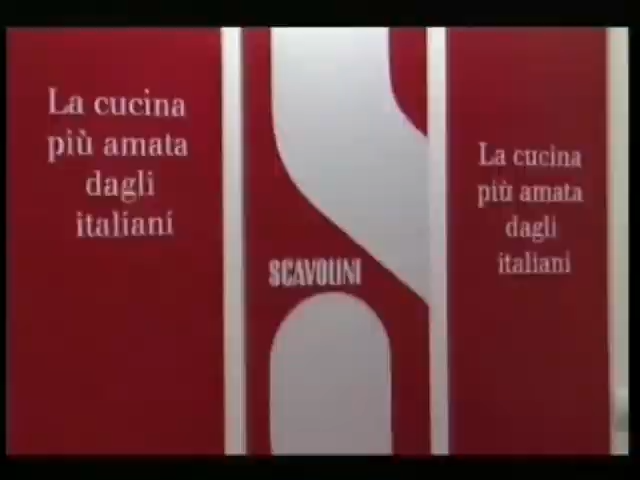 La cucina
più amata
dagli
italiani
SCAVOLINI
La cucina
più amata
dagli
italiani